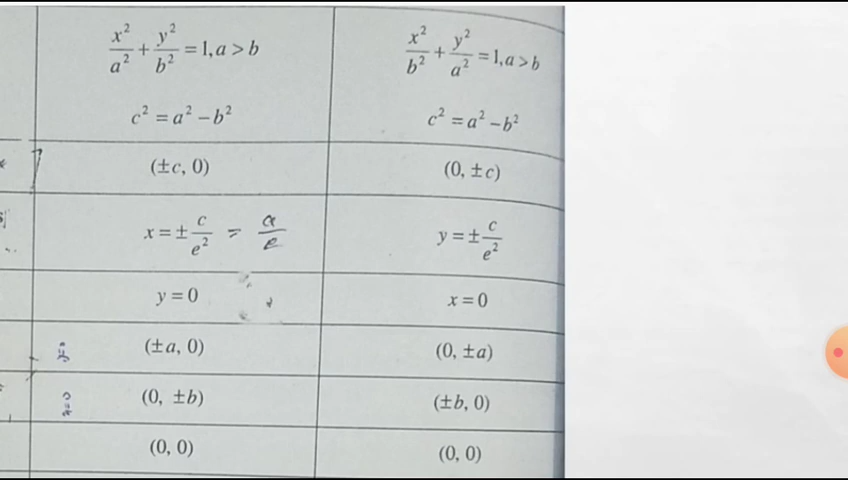 x²/a² + y²/b² = 1, a > b    x²/b² + y²/a² = 1, a > b
c² = a² − b²    c² = a² − b²
(±c, 0)    (0, ±c)
x = ± c/e² = a/e    y = ± c/e²
y = 0    x = 0
(±a, 0)    (0, ±a)
(0, ±b)    (±b, 0)
(0, 0)    (0, 0)